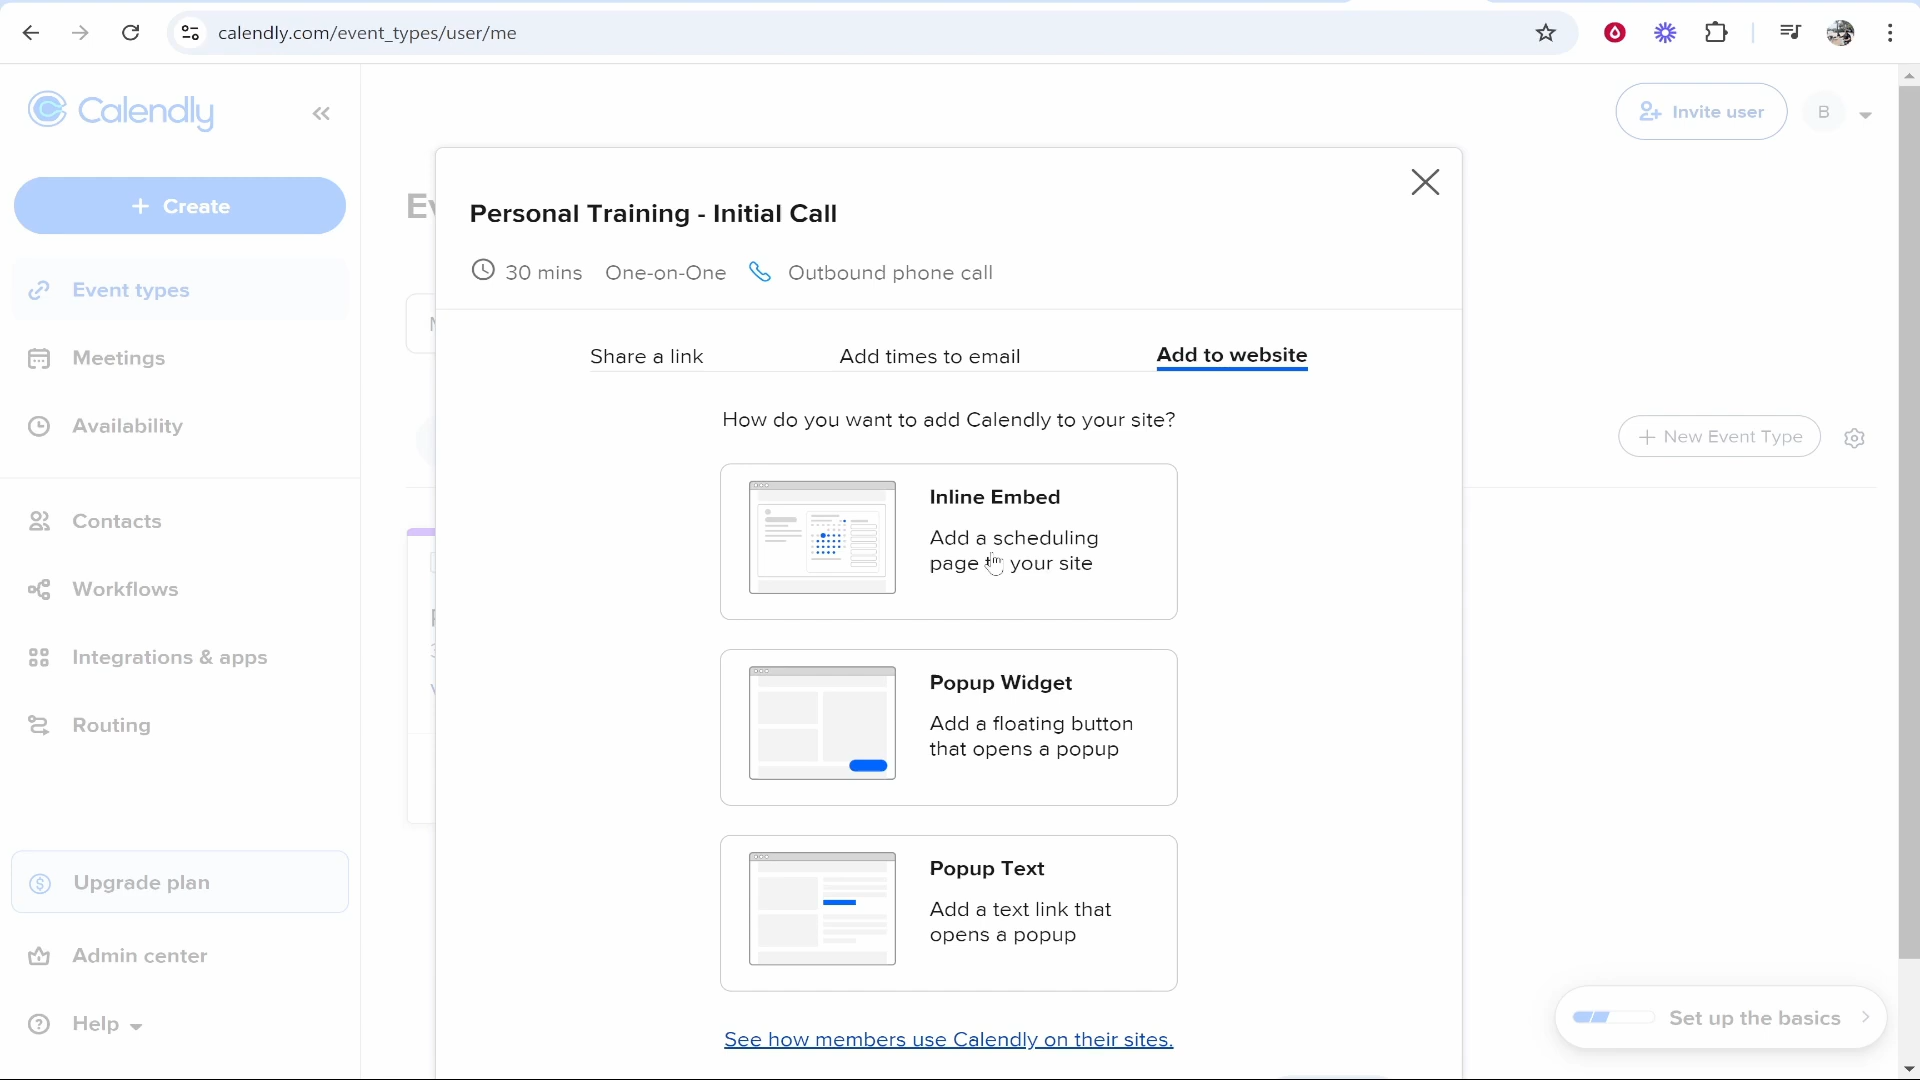 calendly.com/event_types/user/me
Calendly
Invite user
B
+ Create
Event types
Meetings
Availability
Contacts
Workflows
Integrations & apps
Routing
Upgrade plan
Admin center
Help
Personal Training - Initial Call
30 mins One-on-One Outbound phone call
Share a link
Add times to email
Add to website
How do you want to add Calendly to your site?
Inline Embed
Add a scheduling
page to your site
Popup Widget
Add a floating button
that opens a popup
Popup Text
Add a text link that
opens a popup
See how members use Calendly on their sites.
+ New Event Type
Set up the basics